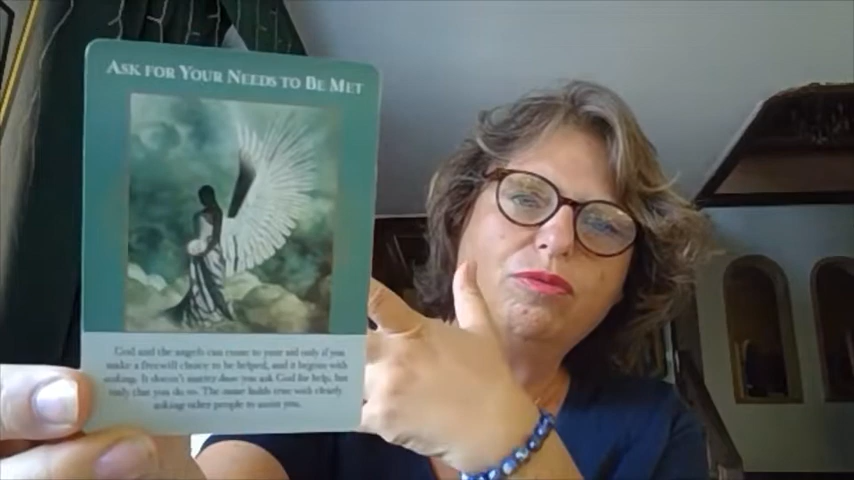 ASK FOR YOUR NEEDS TO BE MET
God and the angels can come to your aid only if you
make a freewill choice to be helped, and it begins with
asking. It doesn't matter how you ask God for help, but
only that you do so. The same holds true with clearly
asking other people to assist you.